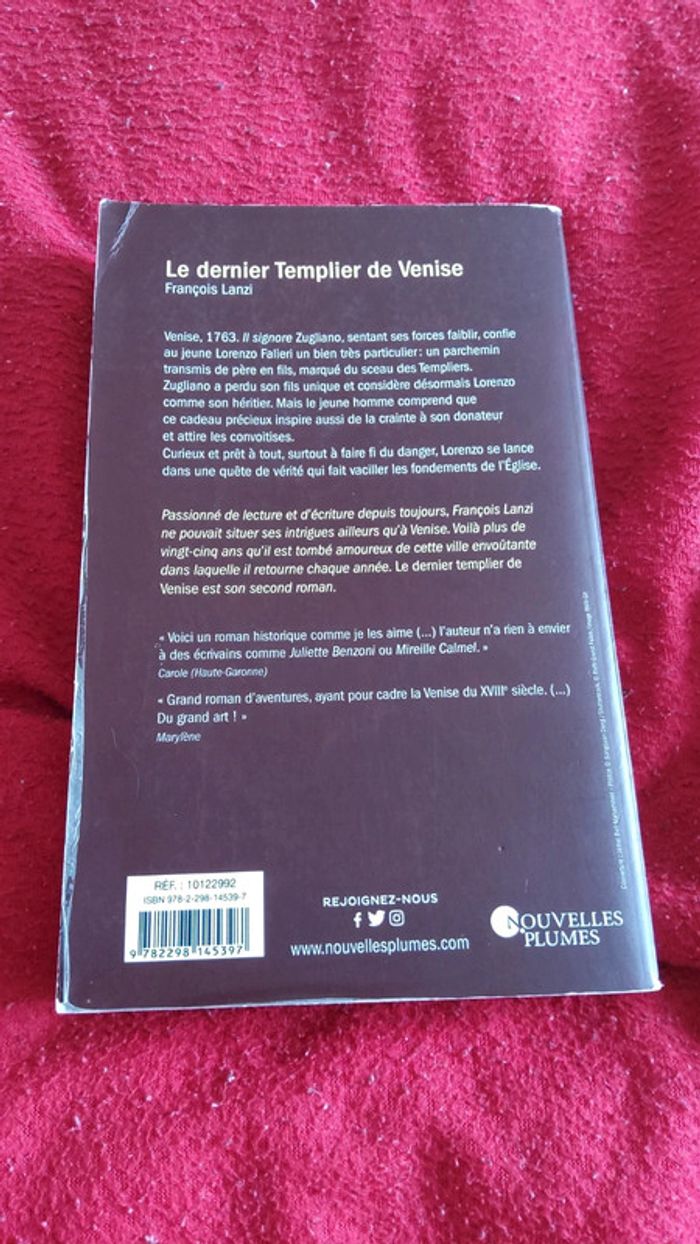 Le dernier Templier de Venise
François Lanzi
Venise, 1763. Il signore Zugliano, sentant ses forces faiblir, confie
au jeune Lorenzo Falieri un bien très particulier : un parchemin
transmis de père en fils, marqué du sceau des Templiers.
Zugliano a perdu son fils unique et considère désormais Lorenzo
comme son héritier. Mais le jeune homme comprend que
ce cadeau précieux inspire aussi de la crainte à son donateur
et attire les convoitises.
Curieux et prêt à tout, surtout à faire fi du danger, Lorenzo se lance
dans une quête de vérité qui fait vaciller les fondements de l'Église.
Passionné de lecture et d'écriture depuis toujours, François Lanzi
ne pouvait situer ses intrigues ailleurs qu'à Venise. Voilà plus de
vingt-cinq ans qu'il est tombé amoureux de cette ville envoûtante
dans laquelle il retourne chaque année. Le dernier templier de
Venise est son second roman.
« Voici un roman historique comme je les aime (...) l'auteur n'a rien à envier
à des écrivains comme Juliette Benzoni ou Mireille Calmel. »
Carole (Haute-Garonne)
« Grand roman d'aventures, ayant pour cadre la Venise du XVIIIe siècle. (...)
Du grand art ! »
Marylène
RÉF. : 10122992
ISBN 978-2-298-14539-7
9 782298 145397
REJOIGNEZ-NOUS
www.nouvellesplumes.com
NOUVELLES
PLUMES